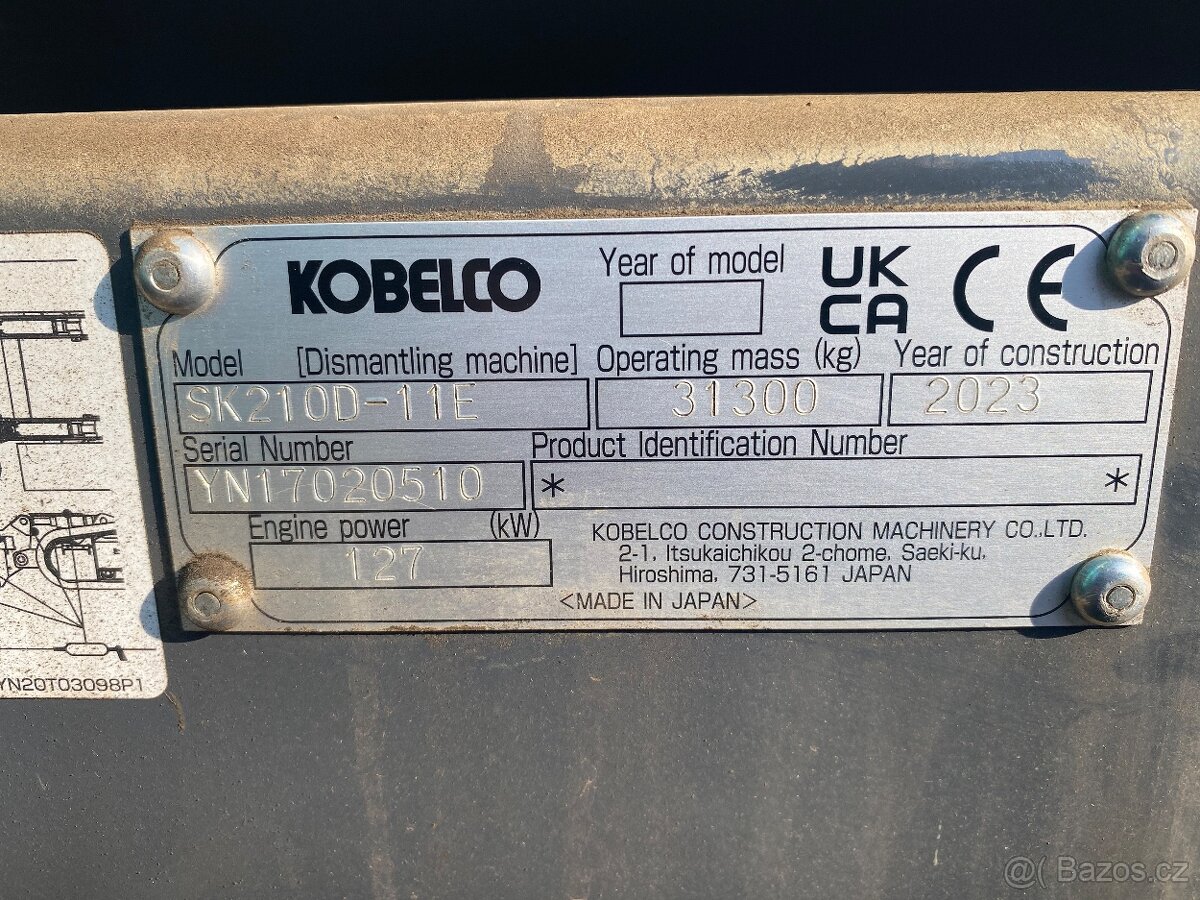 KOBELCO
Year of model
UK
CA
CE
Model [Dismantling machine] Operating mass (kg) Year of construction
SK210D-11E 31300 2023
Serial Number Product Identification Number
YN17020510 * *
Engine power (kW)
127
KOBELCO CONSTRUCTION MACHINERY CO.,LTD.
2-1, Itsukaichikou 2-chome, Saeki-ku,
Hiroshima, 731-5161 JAPAN
<MADE IN JAPAN>
YN20T03098P1
@( Bazos.cz